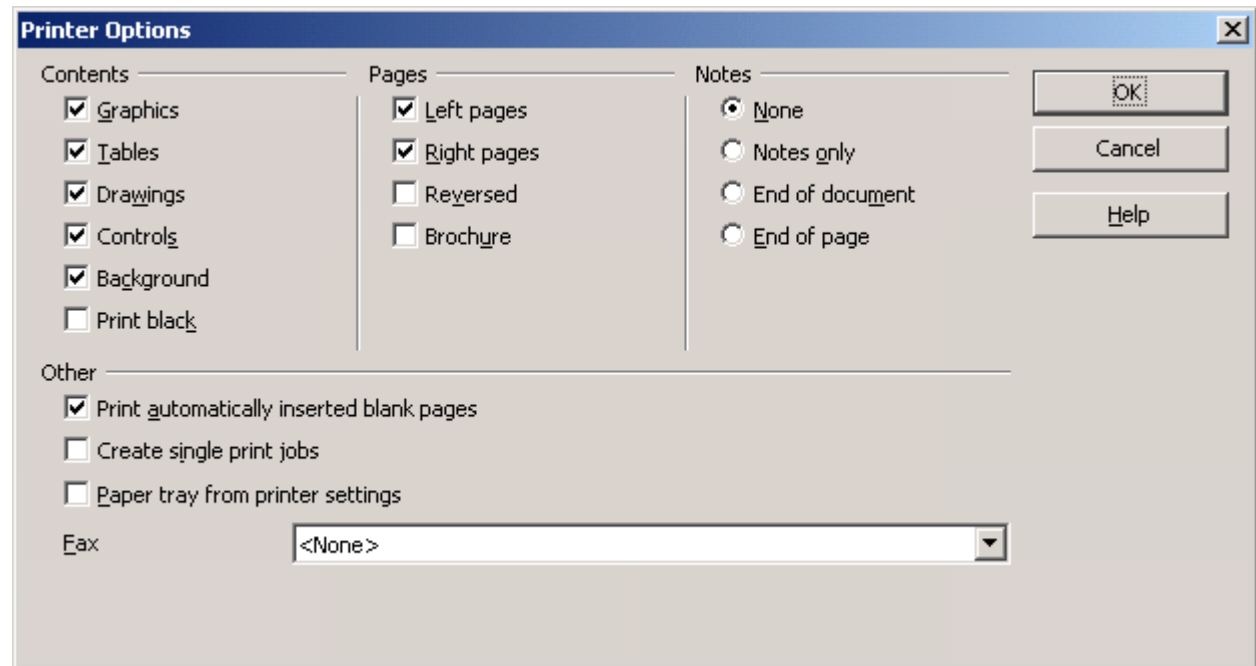 Printer Options
Contents
Graphics
Tables
Drawings
Controls
Background
Print black
Pages
Left pages
Right pages
Reversed
Brochure
Notes
None
Notes only
End of document
End of page
OK
Cancel
Help
Other
Print automatically inserted blank pages
Create single print jobs
Paper tray from printer settings
Fax <None>